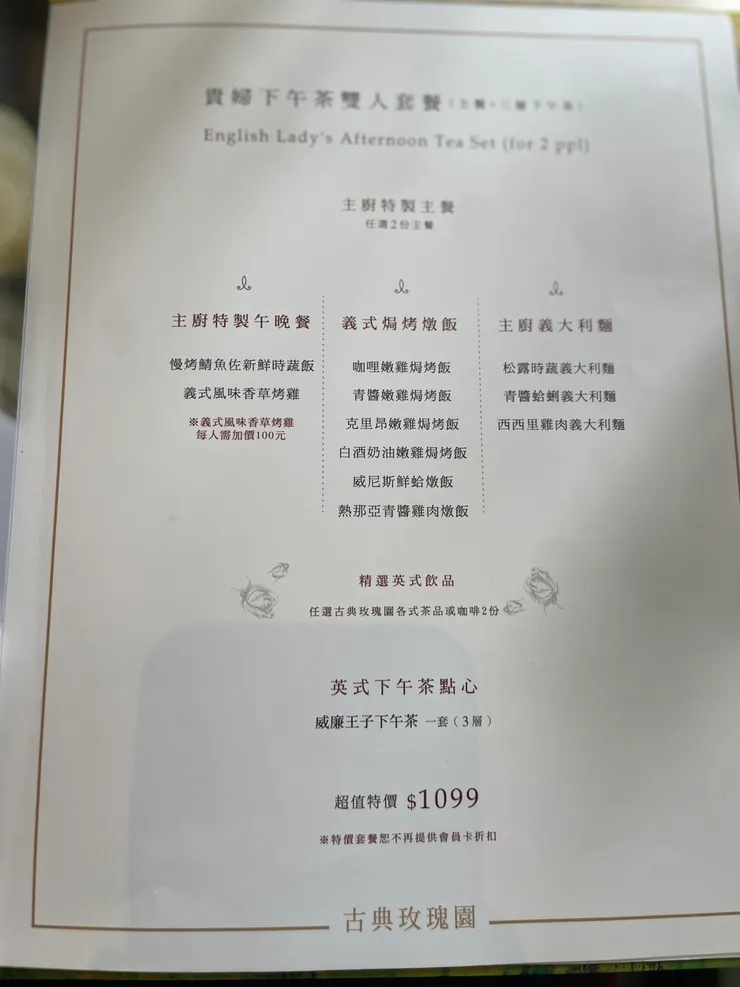 貴婦下午茶雙人套餐(主餐+三層下午茶)
English Lady's Afternoon Tea Set (for 2 ppl)
主廚特製主餐
任選2份主餐
主廚特製午晚餐
慢烤鯖魚佐新鮮時蔬飯
義式風味香草烤雞
※義式風味香草烤雞
每人需加價100元
義式焗烤燉飯
咖哩嫩雞焗烤飯
青醬嫩雞焗烤飯
克里昂嫩雞焗烤飯
白酒奶油嫩雞焗烤飯
威尼斯鮮蛤燉飯
熱那亞青醬雞肉燉飯
主廚義大利麵
松露時蔬義大利麵
青醬蛤蜊義大利麵
西西里雞肉義大利麵
精選英式飲品
任選古典玫瑰園各式茶品或咖啡2份
英式下午茶點心
威廉王子下午茶 一套(3層)
超值特價 $1099
※特價套餐恕不再提供會員卡折扣
古典玫瑰園